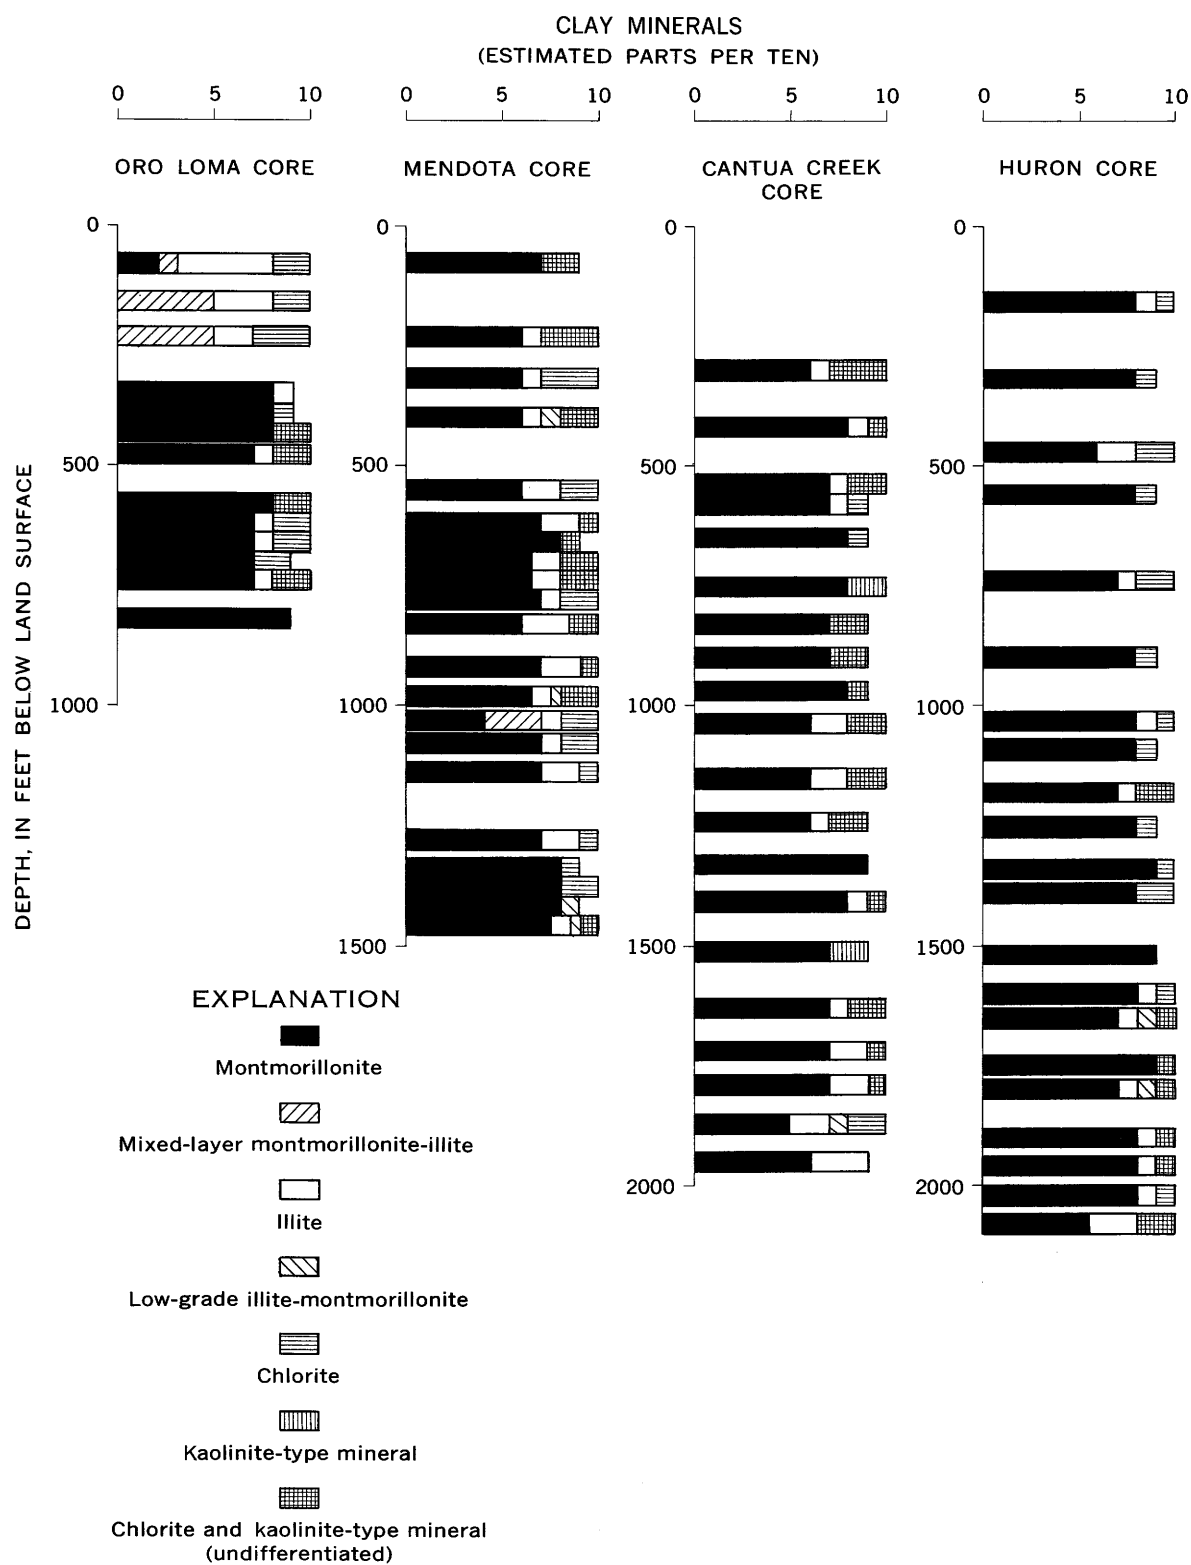 CLAY MINERALS
(ESTIMATED PARTS PER TEN)
0 5 10
0 5 10
0 5 10
0 5 10
ORO LOMA CORE
MENDOTA CORE
CANTUA CREEK
CORE
HURON CORE
DEPTH, IN FEET BELOW LAND SURFACE
0
500
1000
0
500
1000
1500
0
500
1000
1500
2000
0
500
1000
1500
2000
EXPLANATION
Montmorillonite
Mixed-layer montmorillonite-illite
Illite
Low-grade illite-montmorillonite
Chlorite
Kaolinite-type mineral
Chlorite and kaolinite-type mineral
(undifferentiated)